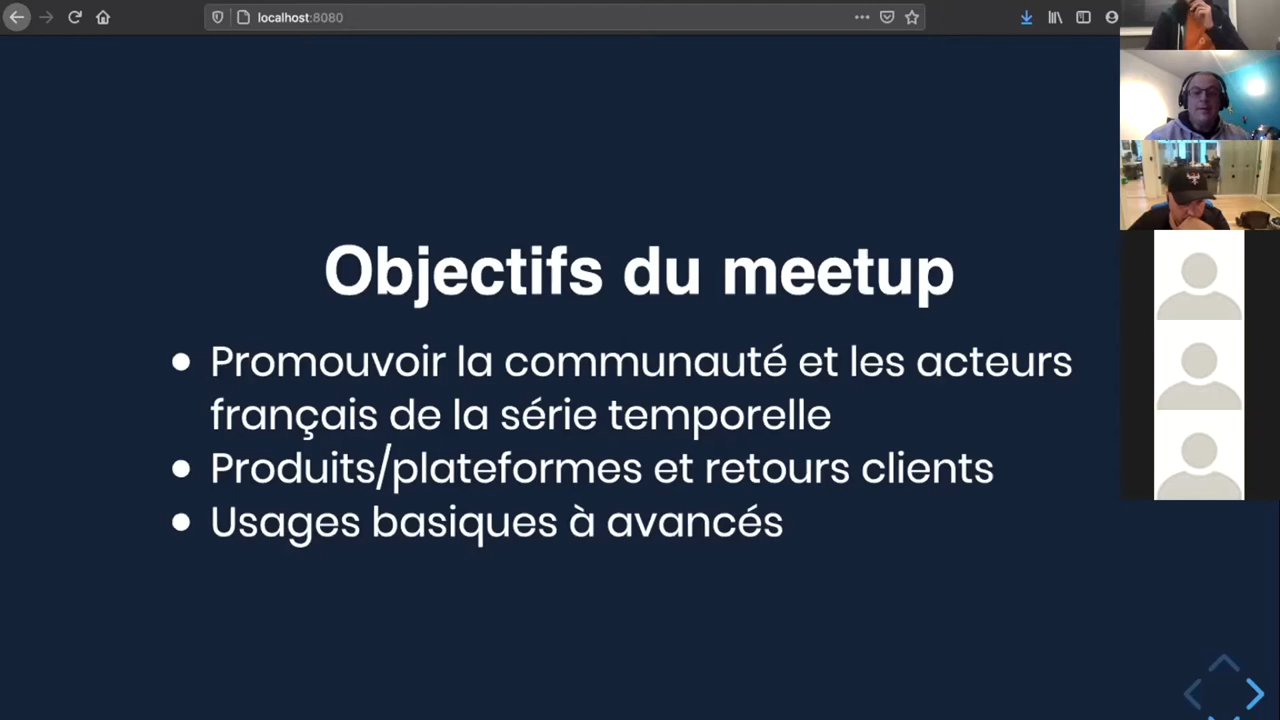 localhost:8080
Objectifs du meetup
Promouvoir la communauté et les acteurs
français de la série temporelle
Produits/plateformes et retours clients
Usages basiques à avancés